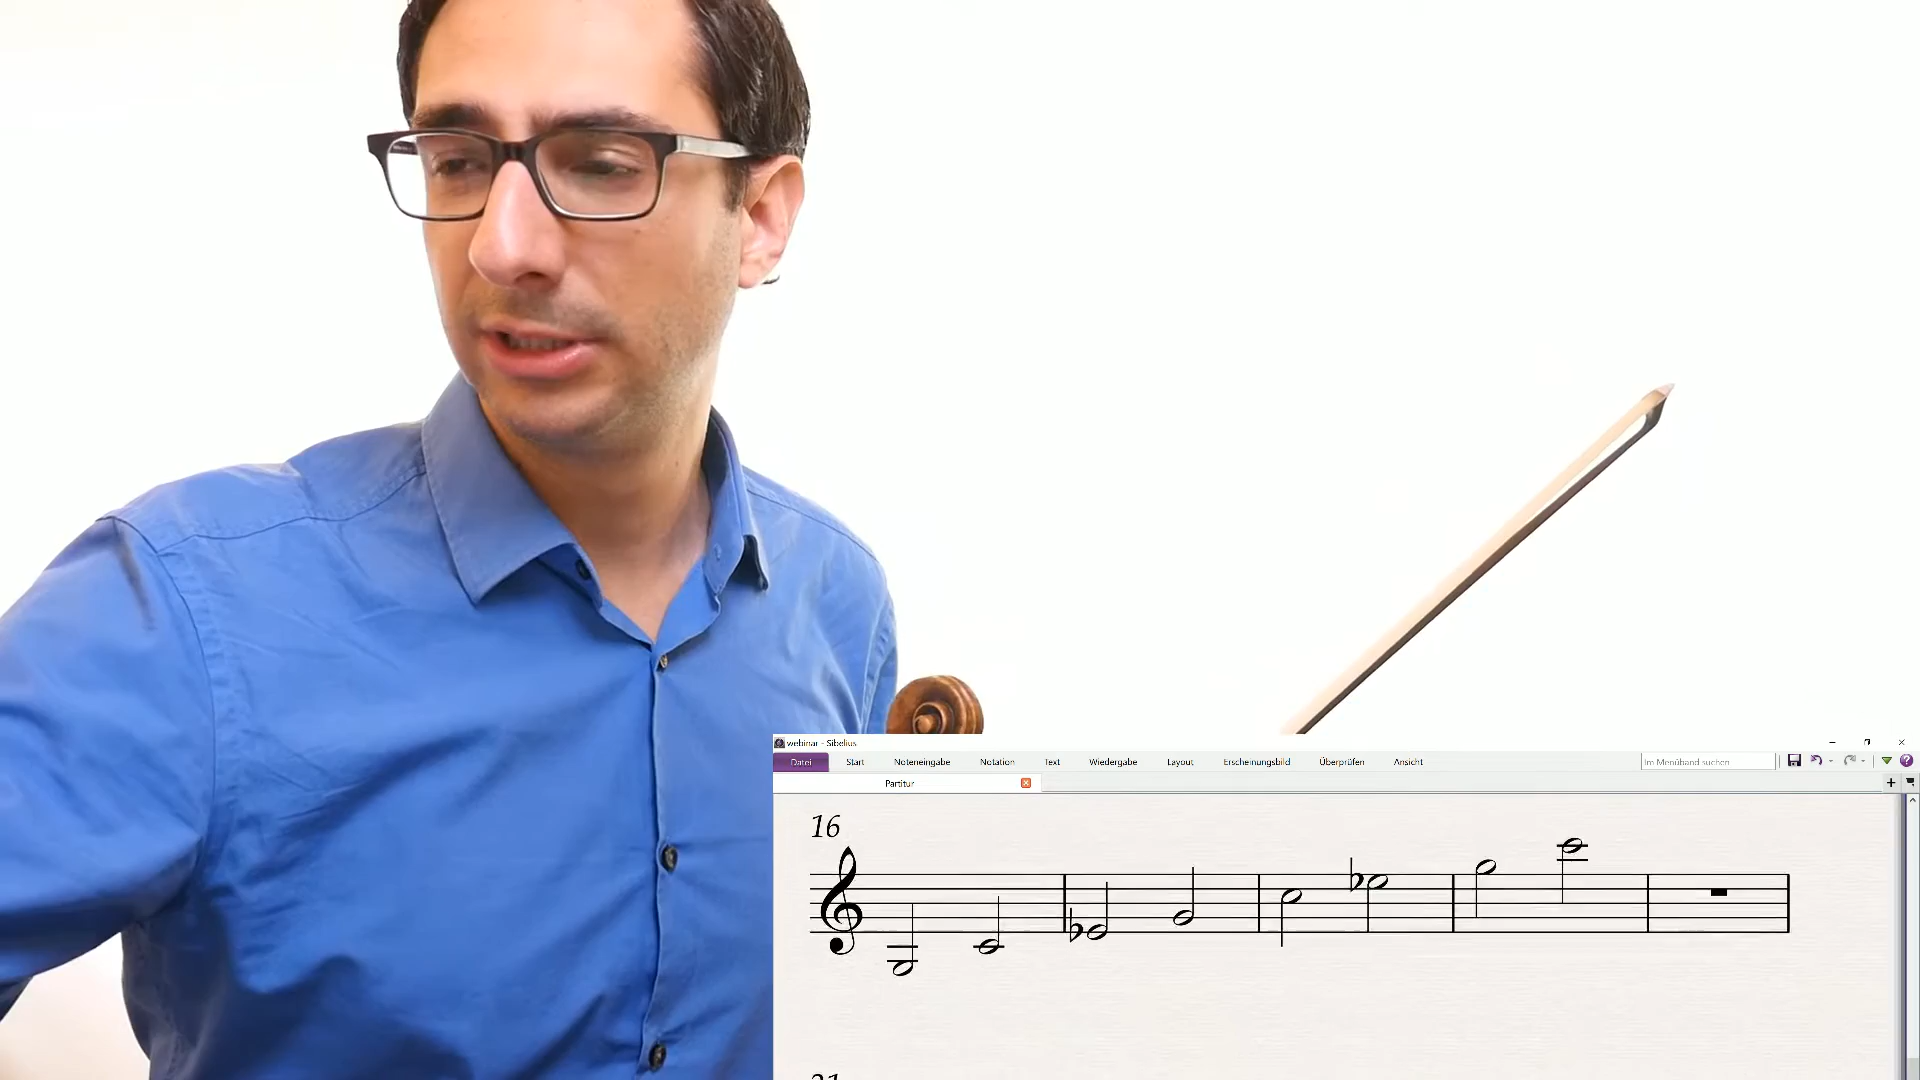 webinar - Sibelius
Datei Start Noteneingabe Notation Text Wiedergabe Layout Erscheinungsbild Überprüfen Ansicht Im Menüband suchen
Partitur
16